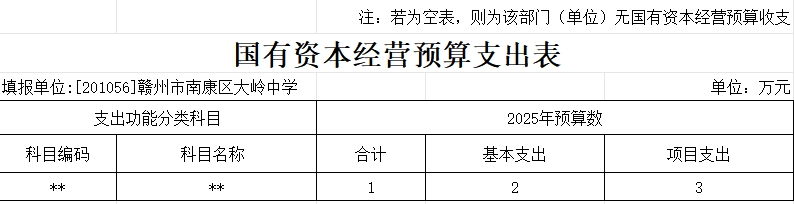 注：若为空表，则为该部门（单位）无国有资本经营预算收支
国有资本经营预算支出表
填报单位:[201056]赣州市南康区大岭中学 单位：万元
支出功能分类科目 2025年预算数
科目编码 科目名称 合计 基本支出 项目支出
** ** 1 2 3